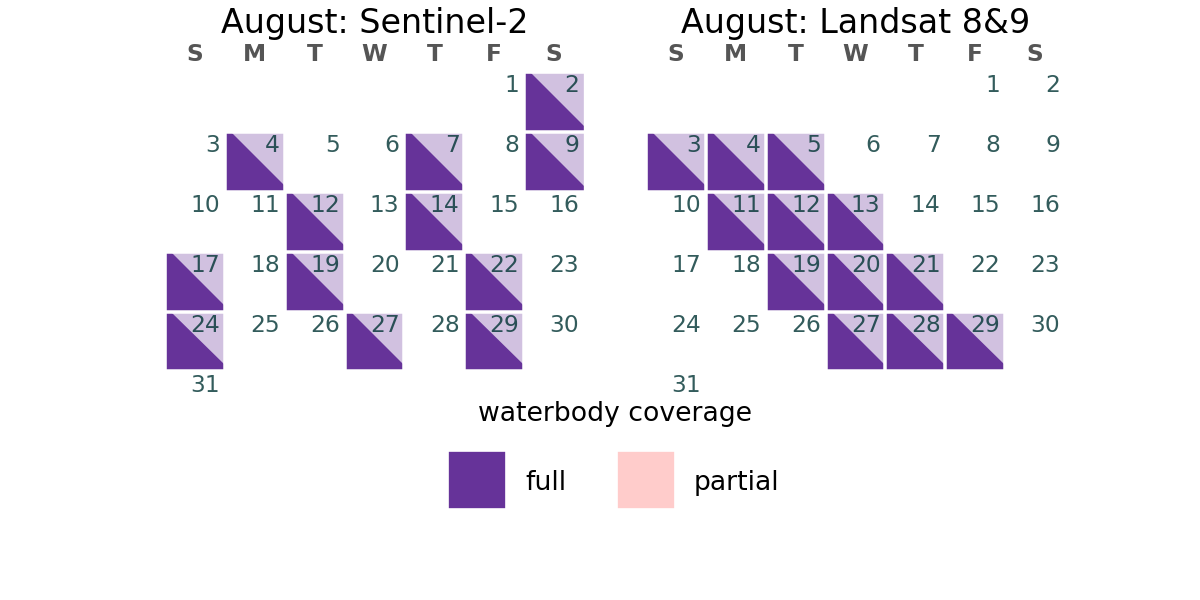 August: Sentinel-2
S M T W T F S
1 2
3 4 5 6 7 8 9
10 11 12 13 14 15 16
17 18 19 20 21 22 23
24 25 26 27 28 29 30
31
August: Landsat 8&9
S M T W T F S
1 2
3 4 5 6 7 8 9
10 11 12 13 14 15 16
17 18 19 20 21 22 23
24 25 26 27 28 29 30
31
waterbody coverage
full partial